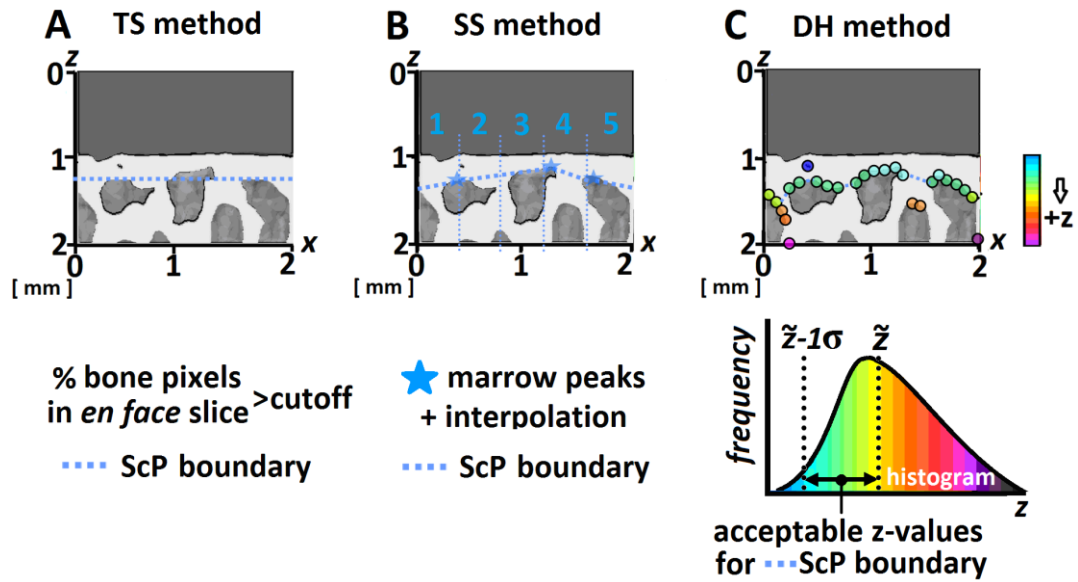 A TS method
z
0
1
2
x
0 1 2
[ mm ]
% bone pixels
in en face slice >cutoff
ScP boundary
B SS method
z
0
1 2 3 4 5
1
2
x
0 1 2
[ mm ]
marrow peaks
+ interpolation
ScP boundary
C DH method
z
0
1
2
x
0 1 2
[ mm ]
+z
z̃-1σ z̃
frequency
histogram
z
acceptable z-values
for ScP boundary